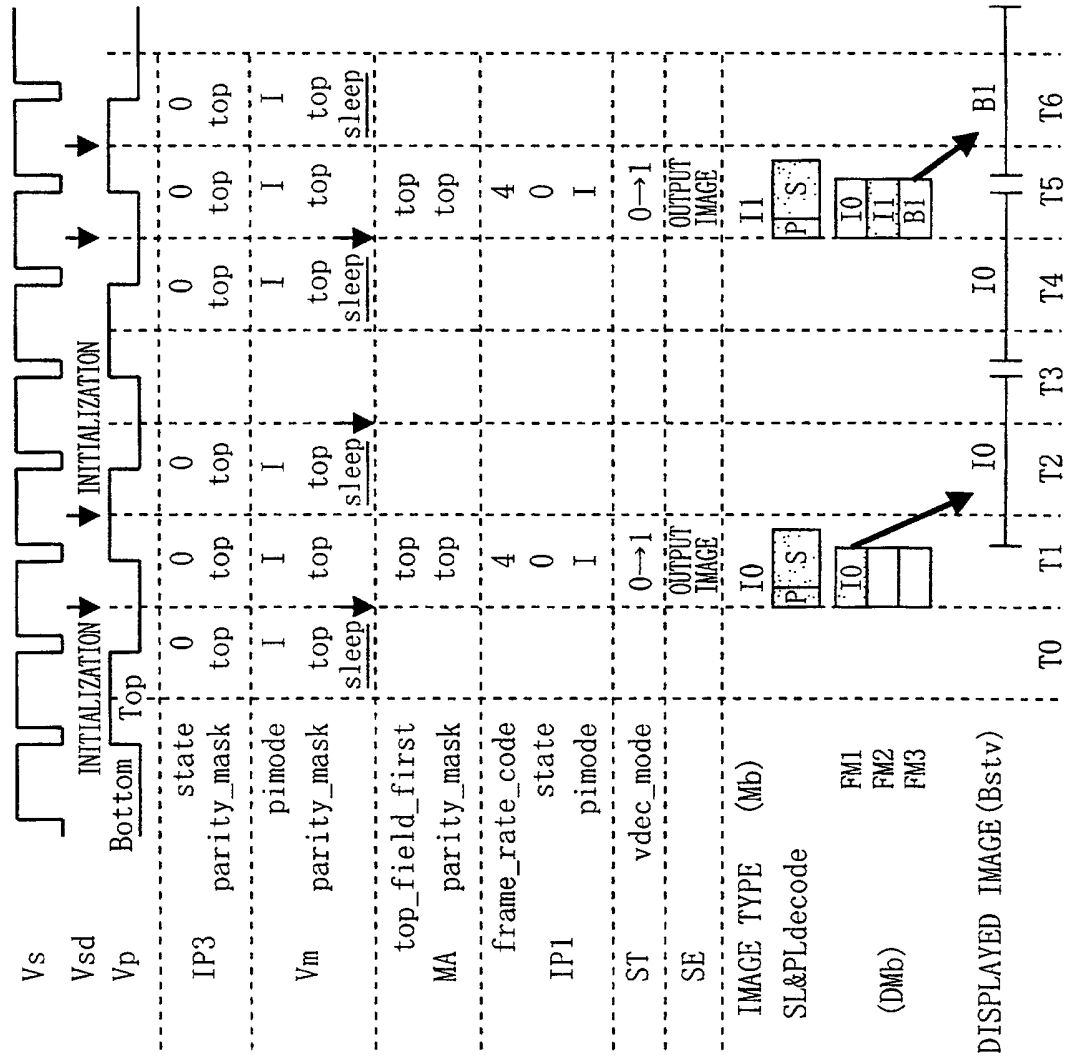 Vs
Vsd INITIALIZATION INITIALIZATION
Vp Bottom Top
IP3
state 0 0 0 0 0 0
parity_mask top top top top top top
Vm
pimode I I I I I I
parity_mask top top top top top top
sleep sleep sleep sleep
top_field_first top top
MA parity_mask top top
frame_rate_code 4 4
IP1 state 0 0
pimode I I
ST vdec_mode 0→1 0→1
SE OUTPUT IMAGE OUTPUT IMAGE
IMAGE TYPE (Mb) I0 I1
SL&PLdecode P S P S
(DMb)
FM1 I0 I0
FM2 I1
FM3 B1
DISPLAYED IMAGE(Bstv) I0 I0 B1
T0 T1 T2 T3 T4 T5 T6